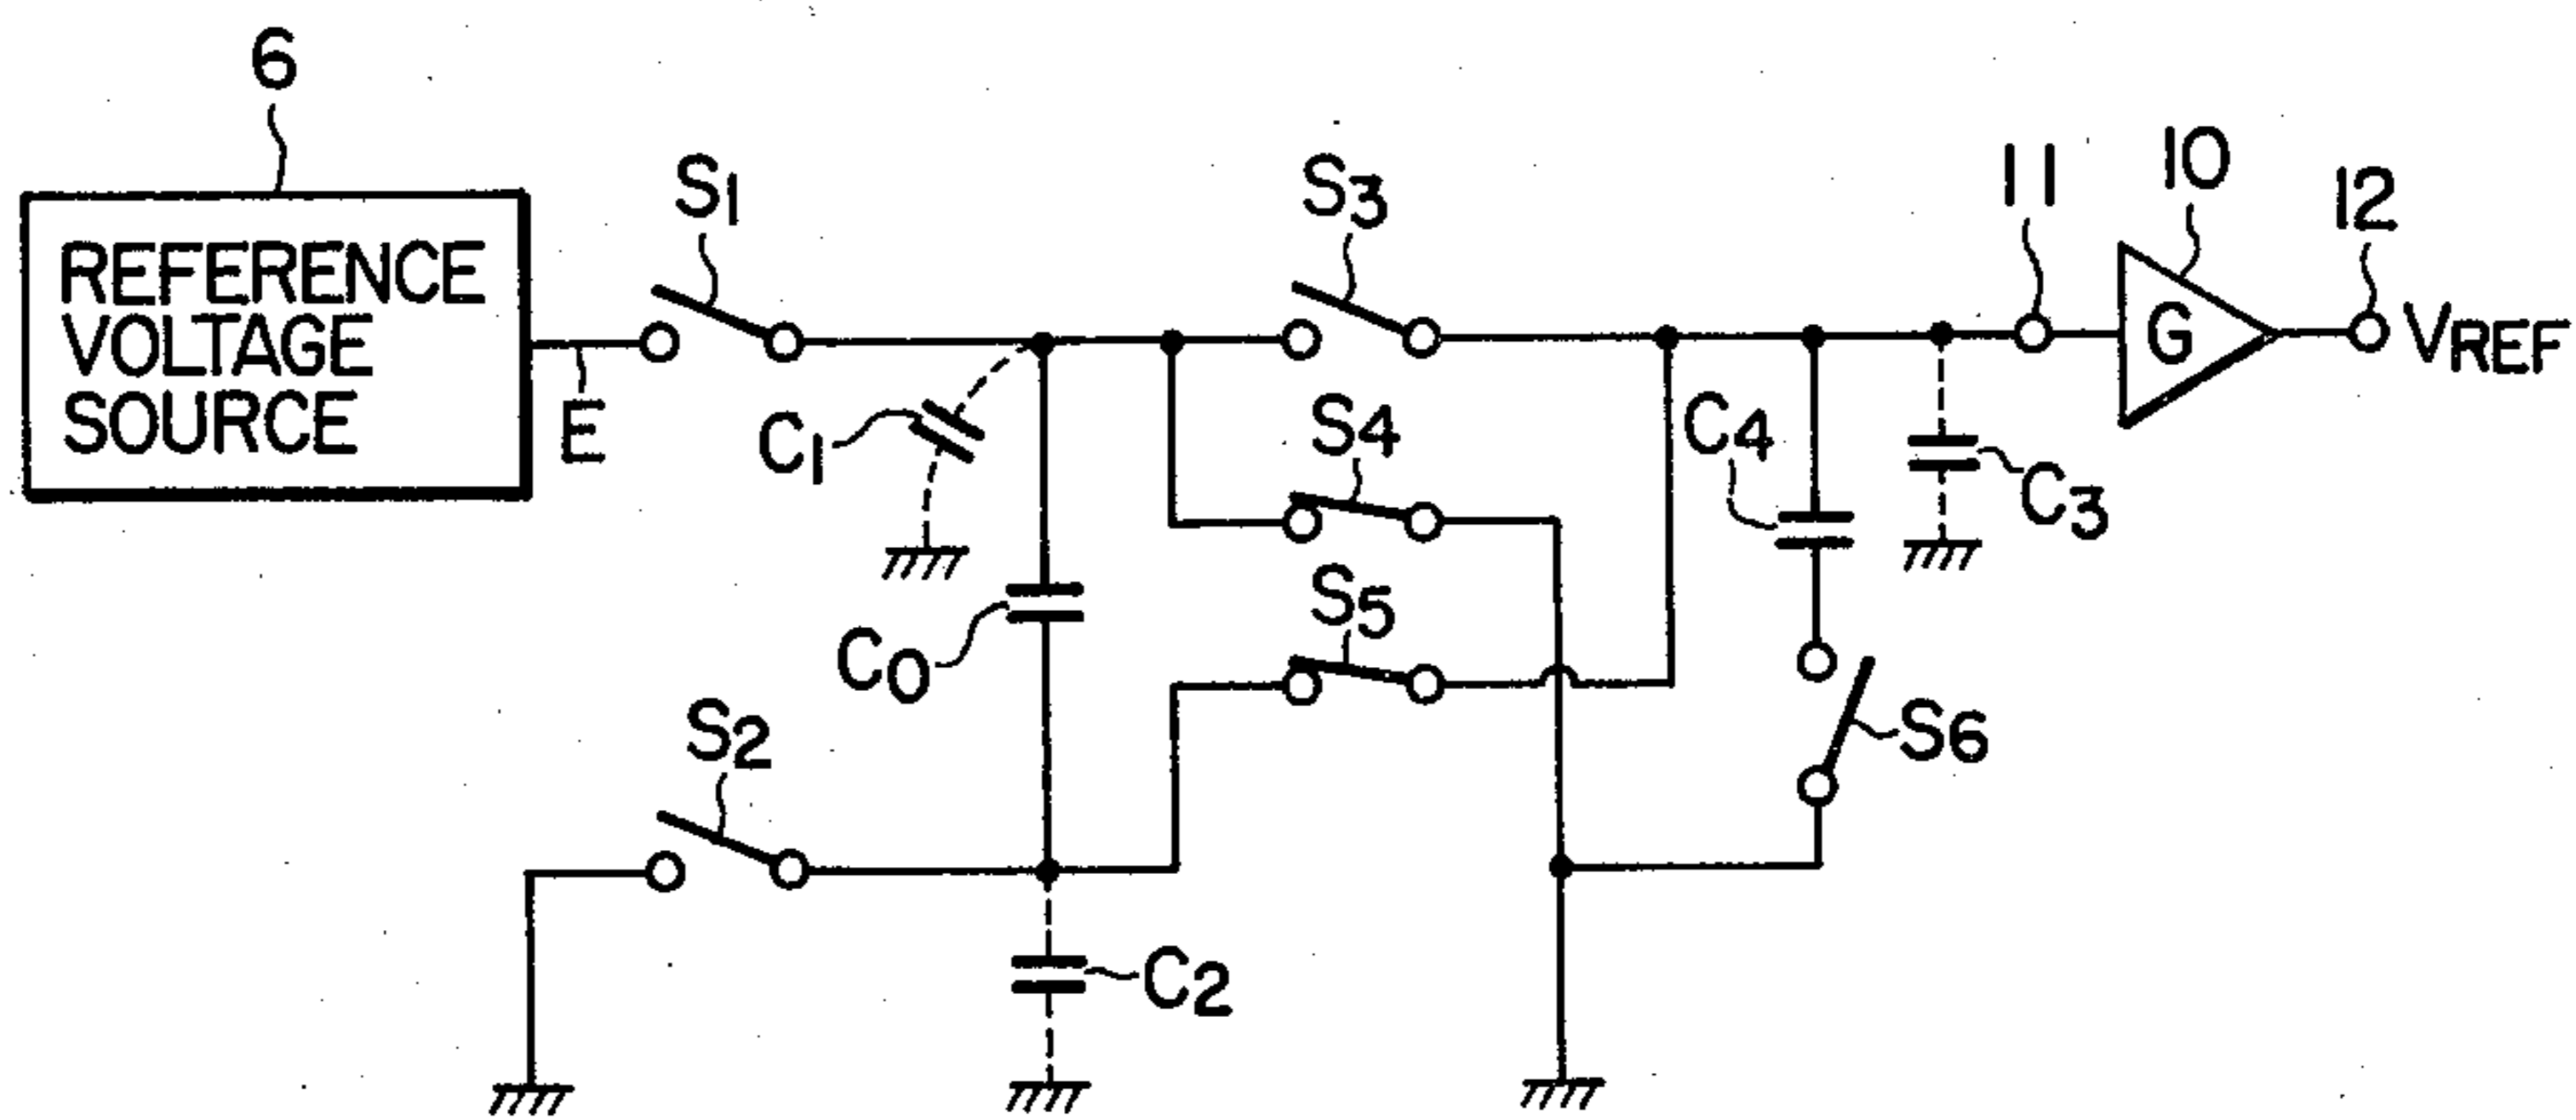 6
REFERENCE
VOLTAGE
SOURCE
E
S1
S3
11
10
12
G
VREF
C1
S4
C4
C3
C0
S5
S2
S6
C2